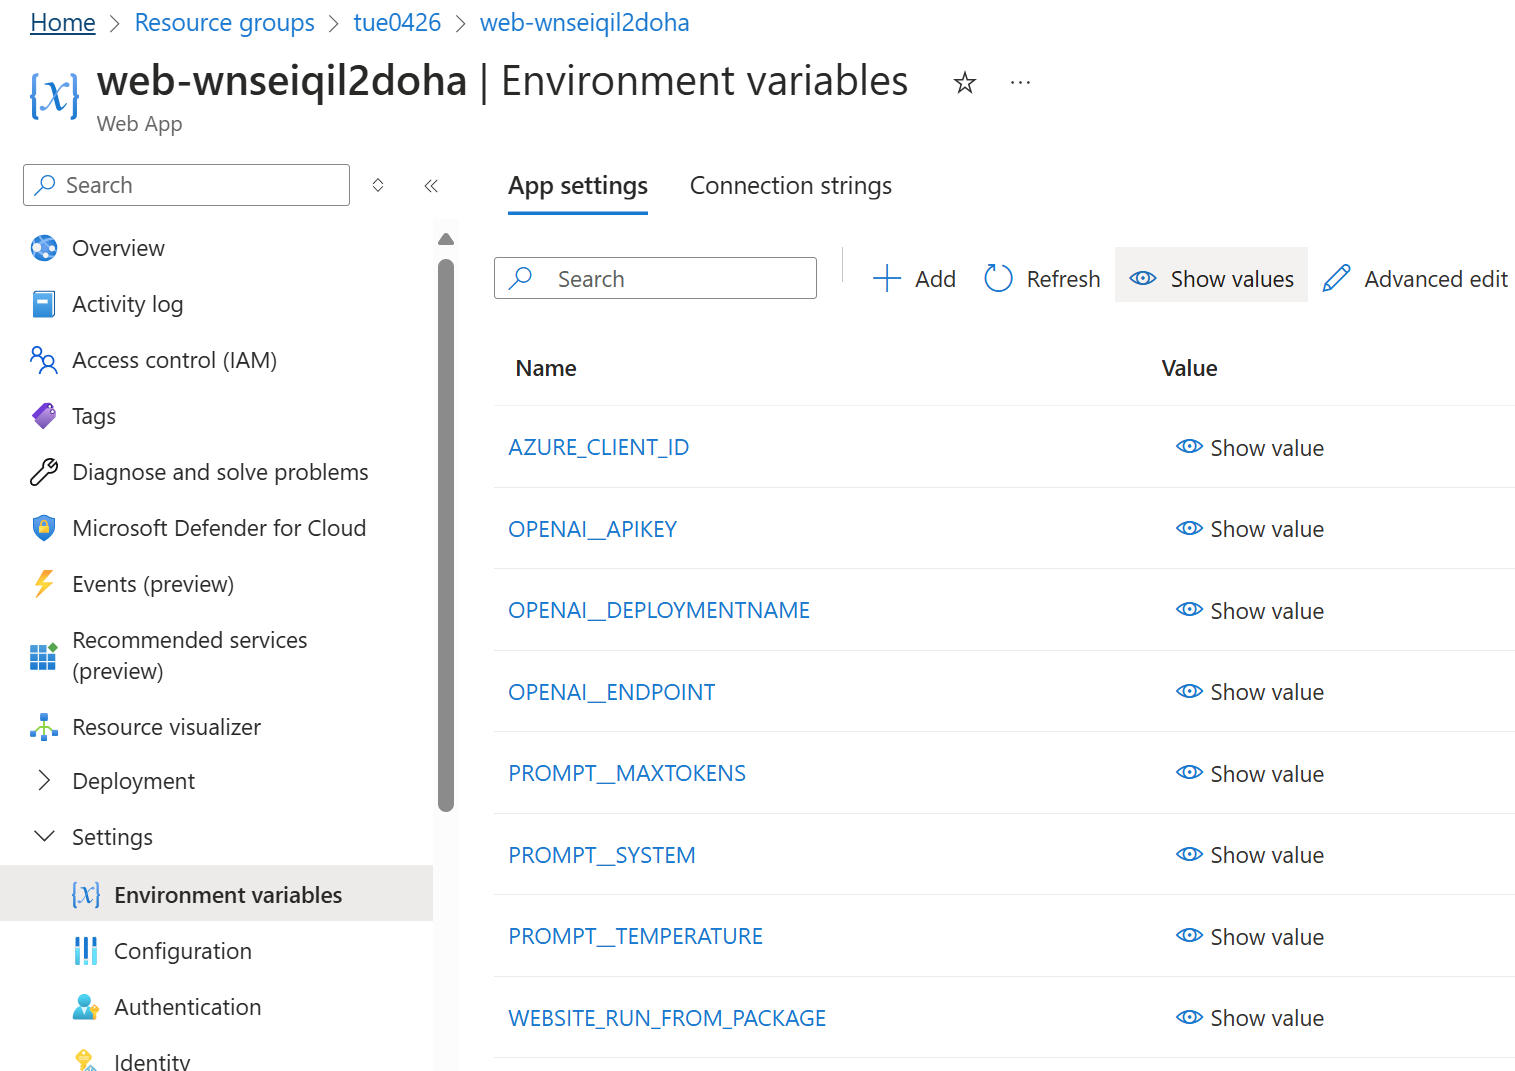 Home > Resource groups > tue0426 > web-wnseiqil2doha
web-wnseiqil2doha | Environment variables
Web App
Search
Overview
Activity log
Access control (IAM)
Tags
Diagnose and solve problems
Microsoft Defender for Cloud
Events (preview)
Recommended services
(preview)
Resource visualizer
Deployment
Settings
Environment variables
Configuration
Authentication
Identity
App settings Connection strings
Search Add Refresh Show values Advanced edit
Name Value
AZURE_CLIENT_ID Show value
OPENAI__APIKEY Show value
OPENAI__DEPLOYMENTNAME Show value
OPENAI__ENDPOINT Show value
PROMPT__MAXTOKENS Show value
PROMPT__SYSTEM Show value
PROMPT__TEMPERATURE Show value
WEBSITE_RUN_FROM_PACKAGE Show value